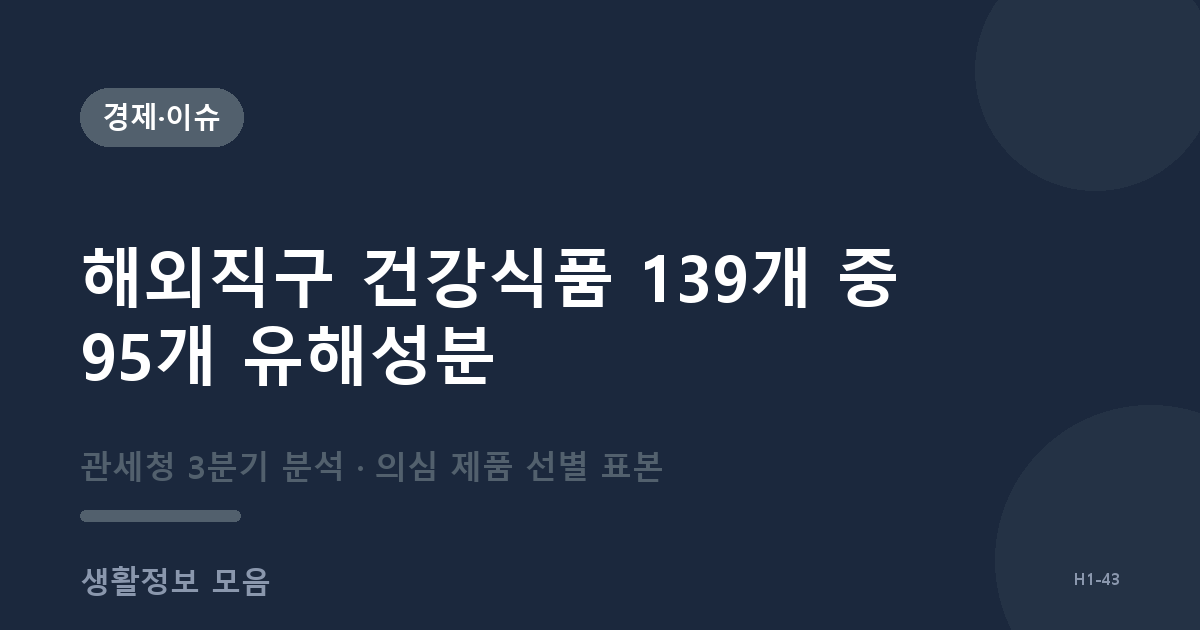 경제·이슈
해외직구 건강식품 139개 중
95개 유해성분
관세청 3분기 분석 · 의심 제품 선별 표본
생활정보 모음
H1-43